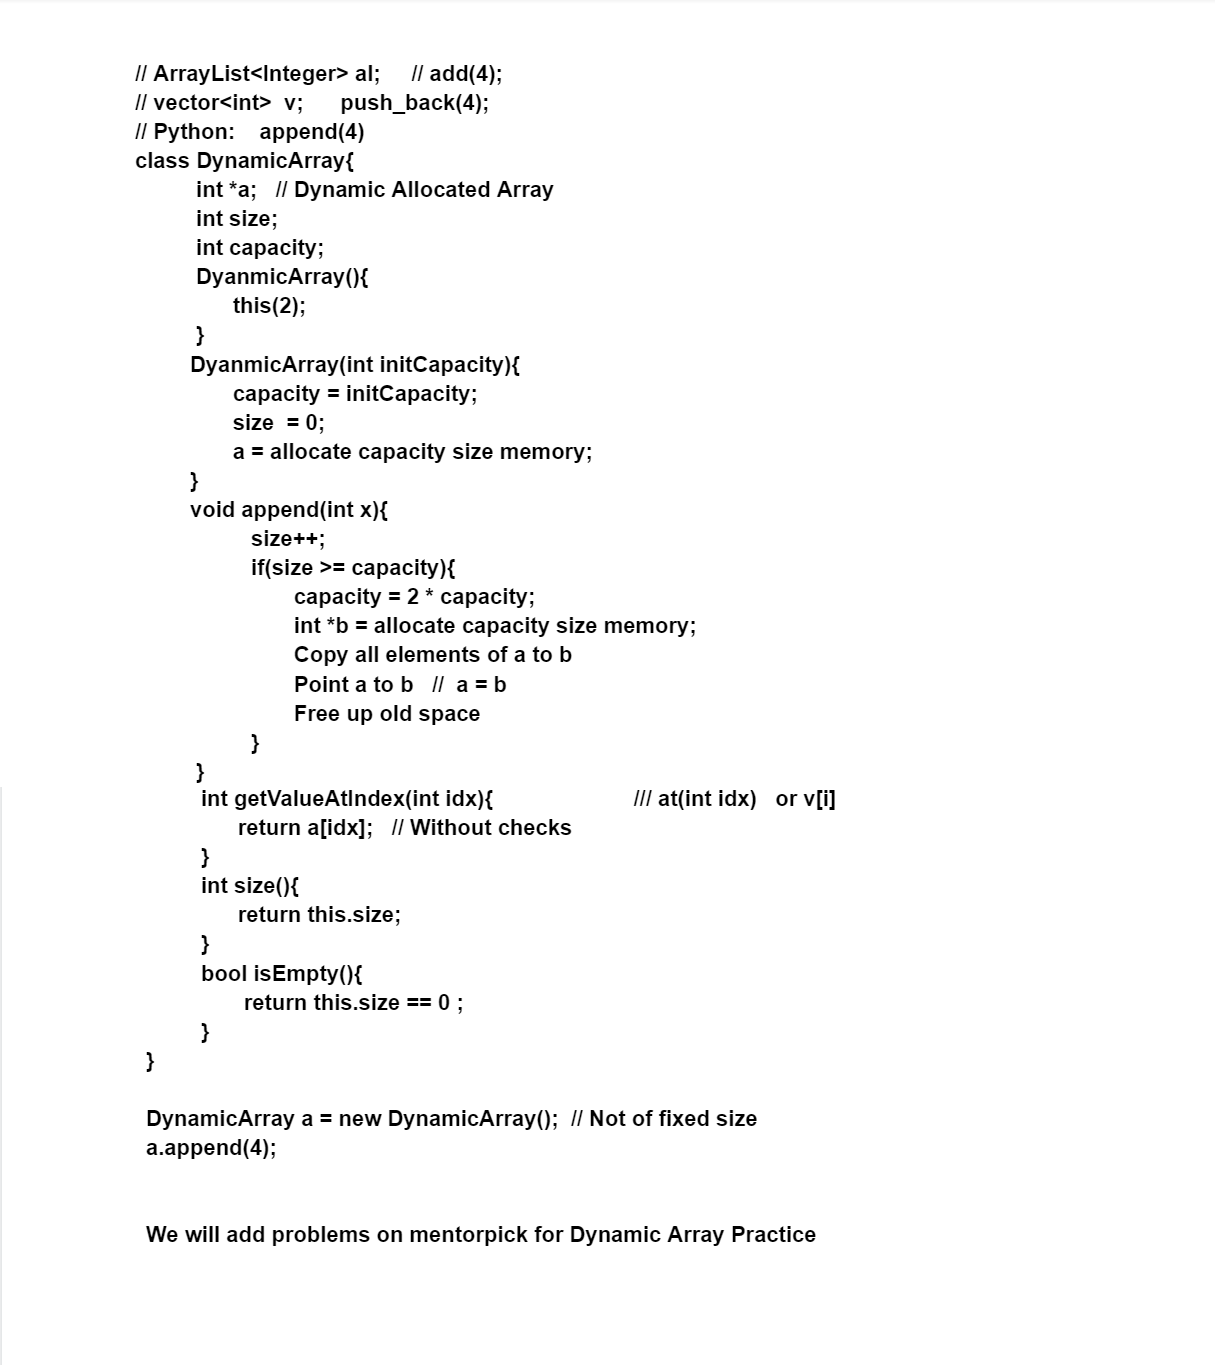 // ArrayList<Integer> al; // add(4);
// vector<int> v; push_back(4);
// Python: append(4)
class DynamicArray{
int *a; // Dynamic Allocated Array
int size;
int capacity;
DyanmicArray(){
this(2);
}
DyanmicArray(int initCapacity){
capacity = initCapacity;
size = 0;
a = allocate capacity size memory;
}
void append(int x){
size++;
if(size >= capacity){
capacity = 2 * capacity;
int *b = allocate capacity size memory;
Copy all elements of a to b
Point a to b // a = b
Free up old space
}
}
int getValueAtIndex(int idx){ /// at(int idx) or v[i]
return a[idx]; // Without checks
}
int size(){
return this.size;
}
bool isEmpty(){
return this.size == 0 ;
}
}
DynamicArray a = new DynamicArray(); // Not of fixed size
a.append(4);
We will add problems on mentorpick for Dynamic Array Practice